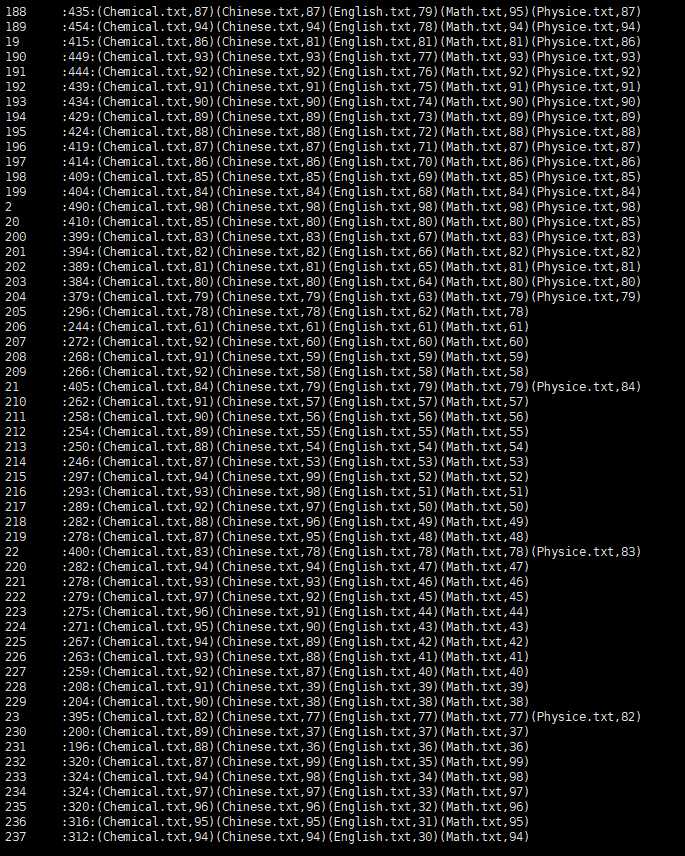 188 :435:(Chemical.txt,87)(Chinese.txt,87)(English.txt,79)(Math.txt,95)(Physice.txt,87)
189 :454:(Chemical.txt,94)(Chinese.txt,94)(English.txt,78)(Math.txt,94)(Physice.txt,94)
19 :415:(Chemical.txt,86)(Chinese.txt,81)(English.txt,81)(Math.txt,81)(Physice.txt,86)
190 :449:(Chemical.txt,93)(Chinese.txt,93)(English.txt,77)(Math.txt,93)(Physice.txt,93)
191 :444:(Chemical.txt,92)(Chinese.txt,92)(English.txt,76)(Math.txt,92)(Physice.txt,92)
192 :439:(Chemical.txt,91)(Chinese.txt,91)(English.txt,75)(Math.txt,91)(Physice.txt,91)
193 :434:(Chemical.txt,90)(Chinese.txt,90)(English.txt,74)(Math.txt,90)(Physice.txt,90)
194 :429:(Chemical.txt,89)(Chinese.txt,89)(English.txt,73)(Math.txt,89)(Physice.txt,89)
195 :424:(Chemical.txt,88)(Chinese.txt,88)(English.txt,72)(Math.txt,88)(Physice.txt,88)
196 :419:(Chemical.txt,87)(Chinese.txt,87)(English.txt,71)(Math.txt,87)(Physice.txt,87)
197 :414:(Chemical.txt,86)(Chinese.txt,86)(English.txt,70)(Math.txt,86)(Physice.txt,86)
198 :409:(Chemical.txt,85)(Chinese.txt,85)(English.txt,69)(Math.txt,85)(Physice.txt,85)
199 :404:(Chemical.txt,84)(Chinese.txt,84)(English.txt,68)(Math.txt,84)(Physice.txt,84)
2 :490:(Chemical.txt,98)(Chinese.txt,98)(English.txt,98)(Math.txt,98)(Physice.txt,98)
20 :410:(Chemical.txt,85)(Chinese.txt,80)(English.txt,80)(Math.txt,80)(Physice.txt,85)
200 :399:(Chemical.txt,83)(Chinese.txt,83)(English.txt,67)(Math.txt,83)(Physice.txt,83)
201 :394:(Chemical.txt,82)(Chinese.txt,82)(English.txt,66)(Math.txt,82)(Physice.txt,82)
202 :389:(Chemical.txt,81)(Chinese.txt,81)(English.txt,65)(Math.txt,81)(Physice.txt,81)
203 :384:(Chemical.txt,80)(Chinese.txt,80)(English.txt,64)(Math.txt,80)(Physice.txt,80)
204 :379:(Chemical.txt,79)(Chinese.txt,79)(English.txt,63)(Math.txt,79)(Physice.txt,79)
205 :296:(Chemical.txt,78)(Chinese.txt,78)(English.txt,62)(Math.txt,78)
206 :244:(Chemical.txt,61)(Chinese.txt,61)(English.txt,61)(Math.txt,61)
207 :272:(Chemical.txt,92)(Chinese.txt,60)(English.txt,60)(Math.txt,60)
208 :268:(Chemical.txt,91)(Chinese.txt,59)(English.txt,59)(Math.txt,59)
209 :266:(Chemical.txt,92)(Chinese.txt,58)(English.txt,58)(Math.txt,58)
21 :405:(Chemical.txt,84)(Chinese.txt,79)(English.txt,79)(Math.txt,79)(Physice.txt,84)
210 :262:(Chemical.txt,91)(Chinese.txt,57)(English.txt,57)(Math.txt,57)
211 :258:(Chemical.txt,90)(Chinese.txt,56)(English.txt,56)(Math.txt,56)
212 :254:(Chemical.txt,89)(Chinese.txt,55)(English.txt,55)(Math.txt,55)
213 :250:(Chemical.txt,88)(Chinese.txt,54)(English.txt,54)(Math.txt,54)
214 :246:(Chemical.txt,87)(Chinese.txt,53)(English.txt,53)(Math.txt,53)
215 :297:(Chemical.txt,94)(Chinese.txt,99)(English.txt,52)(Math.txt,52)
216 :293:(Chemical.txt,93)(Chinese.txt,98)(English.txt,51)(Math.txt,51)
217 :289:(Chemical.txt,92)(Chinese.txt,97)(English.txt,50)(Math.txt,50)
218 :282:(Chemical.txt,88)(Chinese.txt,96)(English.txt,49)(Math.txt,49)
219 :278:(Chemical.txt,87)(Chinese.txt,95)(English.txt,48)(Math.txt,48)
22 :400:(Chemical.txt,83)(Chinese.txt,78)(English.txt,78)(Math.txt,78)(Physice.txt,83)
220 :282:(Chemical.txt,94)(Chinese.txt,94)(English.txt,47)(Math.txt,47)
221 :278:(Chemical.txt,93)(Chinese.txt,93)(English.txt,46)(Math.txt,46)
222 :279:(Chemical.txt,97)(Chinese.txt,92)(English.txt,45)(Math.txt,45)
223 :275:(Chemical.txt,96)(Chinese.txt,91)(English.txt,44)(Math.txt,44)
224 :271:(Chemical.txt,95)(Chinese.txt,90)(English.txt,43)(Math.txt,43)
225 :267:(Chemical.txt,94)(Chinese.txt,89)(English.txt,42)(Math.txt,42)
226 :263:(Chemical.txt,93)(Chinese.txt,88)(English.txt,41)(Math.txt,41)
227 :259:(Chemical.txt,92)(Chinese.txt,87)(English.txt,40)(Math.txt,40)
228 :208:(Chemical.txt,91)(Chinese.txt,39)(English.txt,39)(Math.txt,39)
229 :204:(Chemical.txt,90)(Chinese.txt,38)(English.txt,38)(Math.txt,38)
23 :395:(Chemical.txt,82)(Chinese.txt,77)(English.txt,77)(Math.txt,77)(Physice.txt,82)
230 :200:(Chemical.txt,89)(Chinese.txt,37)(English.txt,37)(Math.txt,37)
231 :196:(Chemical.txt,88)(Chinese.txt,36)(English.txt,36)(Math.txt,36)
232 :320:(Chemical.txt,87)(Chinese.txt,99)(English.txt,35)(Math.txt,99)
233 :324:(Chemical.txt,94)(Chinese.txt,98)(English.txt,34)(Math.txt,98)
234 :324:(Chemical.txt,97)(Chinese.txt,97)(English.txt,33)(Math.txt,97)
235 :320:(Chemical.txt,96)(Chinese.txt,96)(English.txt,32)(Math.txt,96)
236 :316:(Chemical.txt,95)(Chinese.txt,95)(English.txt,31)(Math.txt,95)
237 :312:(Chemical.txt,94)(Chinese.txt,94)(English.txt,30)(Math.txt,94)